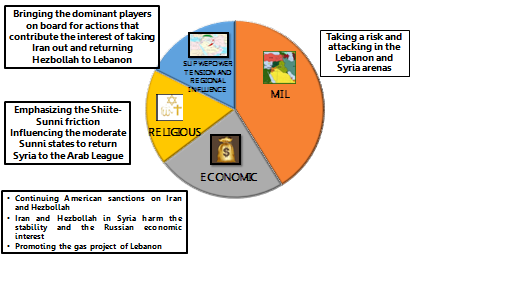 Bringing the dominant players
on board for actions that
contribute the interest of taking
Iran out and returning
Hezbollah to Lebanon
Taking a risk and
attacking in the
Lebanon and
Syria arenas
TENSION AND
REGIONAL
INFLUENCE
MIL
Emphasizing the Shiite-
Sunni friction
Influencing the moderate
Sunni states to return
Syria to the Arab League
RELIGIOUS
ECONOMIC
• Continuing American sanctions on Iran
and Hezbollah
• Iran and Hezbollah in Syria harm the
stability and the Russian economic
interest
• Promoting the gas project of Lebanon